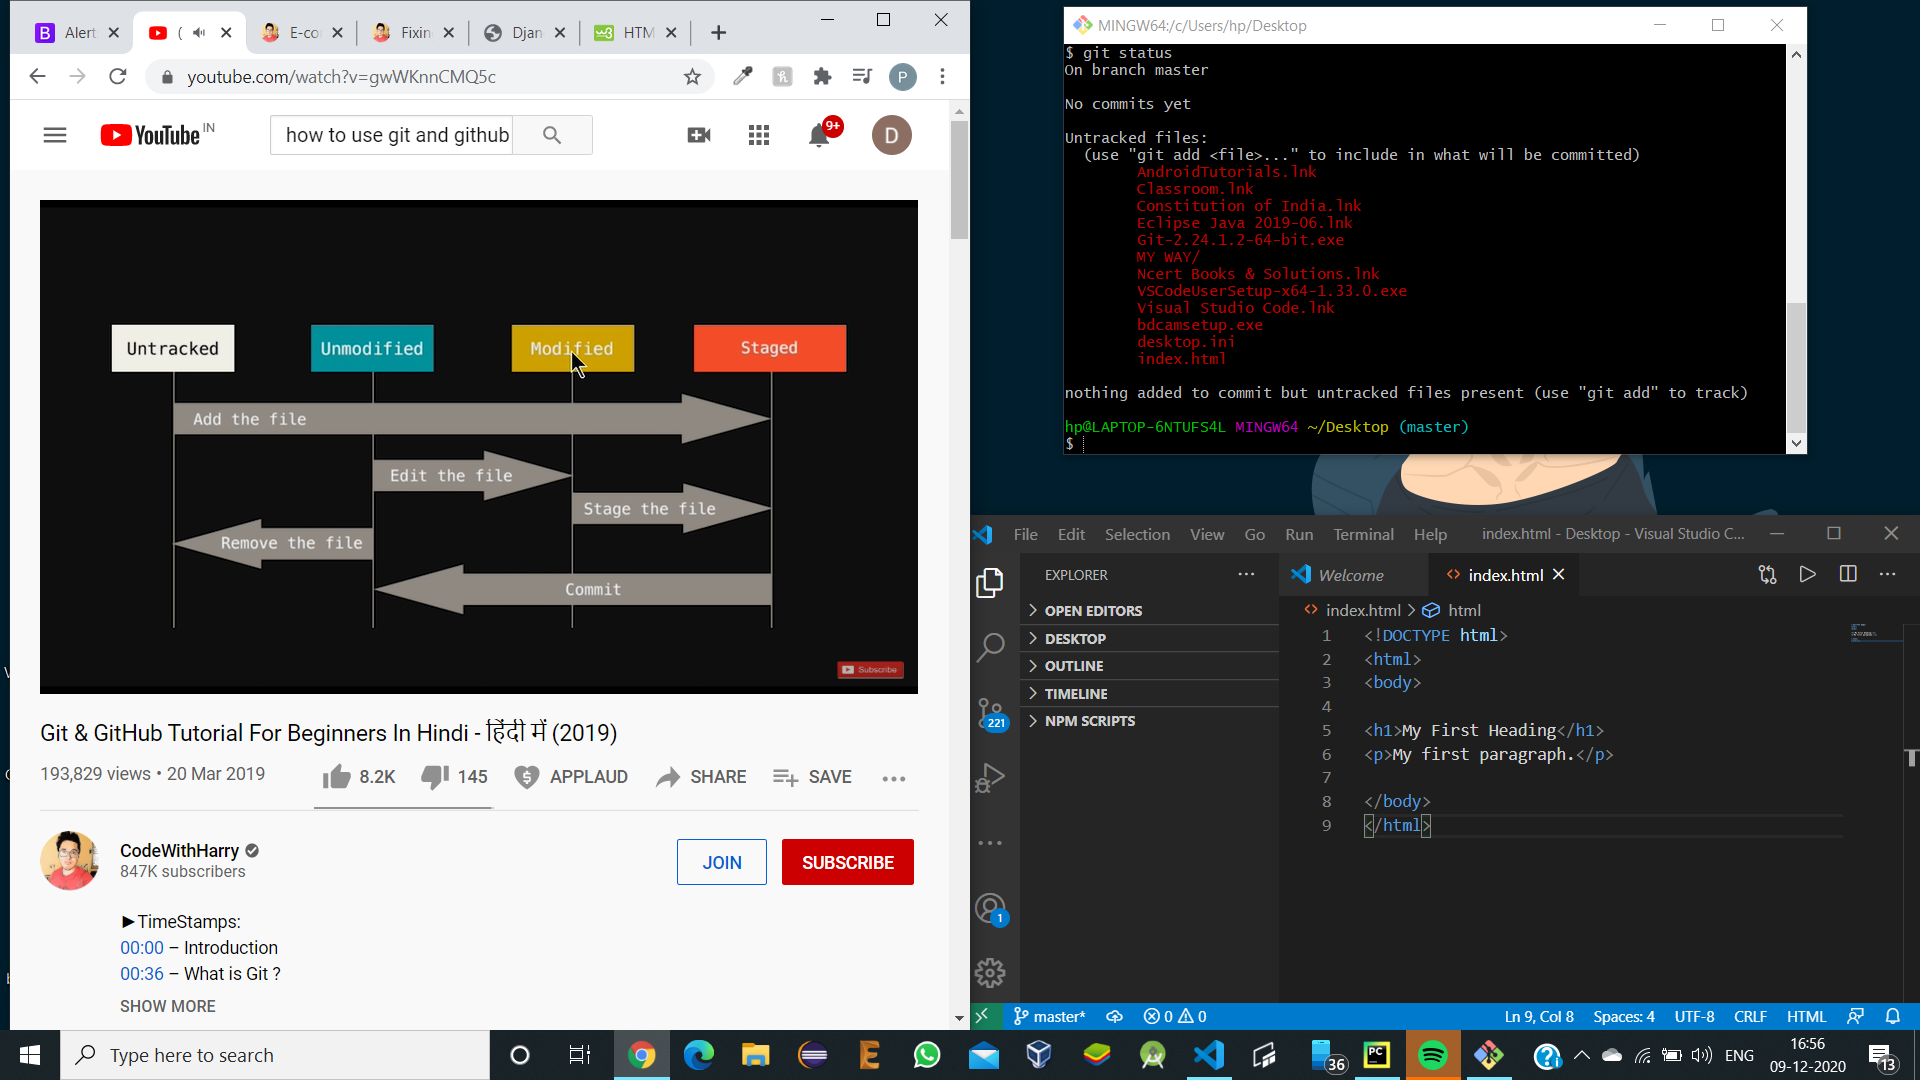 Alert
(
E-co
Fixin
Djan
HTM
youtube.com/watch?v=gwWKnnCMQ5c
P
YouTube IN
how to use git and github
9+
D
Untracked
Unmodified
Modified
Staged
Add the file
Edit the file
Stage the file
Remove the file
Commit
Subscribe
Git & GitHub Tutorial For Beginners In Hindi - हिंदी में (2019)
193,829 views • 20 Mar 2019
8.2K
145
APPLAUD
SHARE
SAVE
CodeWithHarry
847K subscribers
JOIN
SUBSCRIBE
►TimeStamps:
00:00 – Introduction
00:36 – What is Git ?
SHOW MORE
MINGW64:/c/Users/hp/Desktop
$ git status
On branch master
No commits yet
Untracked files:
(use "git add <file>..." to include in what will be committed)
AndroidTutorials.lnk
Classroom.lnk
Constitution of India.lnk
Eclipse Java 2019-06.lnk
Git-2.24.1.2-64-bit.exe
MY WAY/
Ncert Books & Solutions.lnk
VSCodeUserSetup-x64-1.33.0.exe
Visual Studio Code.lnk
bdcamsetup.exe
desktop.ini
index.html
nothing added to commit but untracked files present (use "git add" to track)
hp@LAPTOP-6NTUFS4L MINGW64 ~/Desktop (master)
$
File Edit Selection View Go Run Terminal Help index.html - Desktop - Visual Studio C...
EXPLORER
Welcome
index.html
OPEN EDITORS
DESKTOP
OUTLINE
TIMELINE
NPM SCRIPTS
221
1
index.html > html
1 <!DOCTYPE html>
2 <html>
3 <body>
4
5 <h1>My First Heading</h1>
6 <p>My first paragraph.</p>
7
8 </body>
9 </html>
master* 0 0 Ln 9, Col 8 Spaces: 4 UTF-8 CRLF HTML
Type here to search
36
PC
ENG
16:56
09-12-2020
13